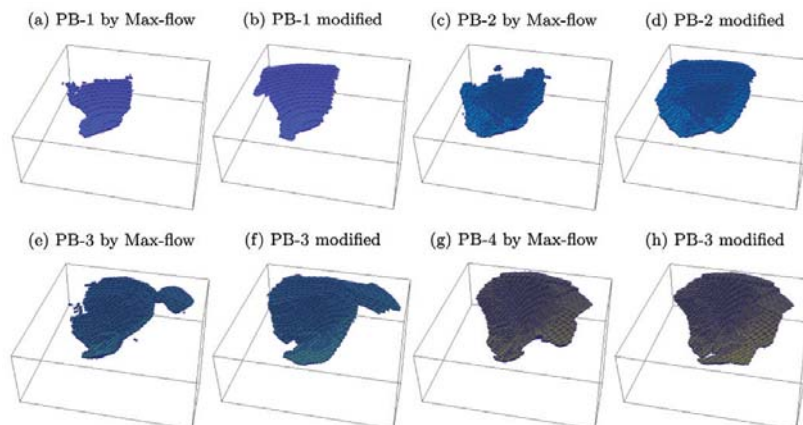 (a) PB-1 by Max-flow (b) PB-1 modified (c) PB-2 by Max-flow (d) PB-2 modified
(e) PB-3 by Max-flow (f) PB-3 modified (g) PB-4 by Max-flow (h) PB-3 modified